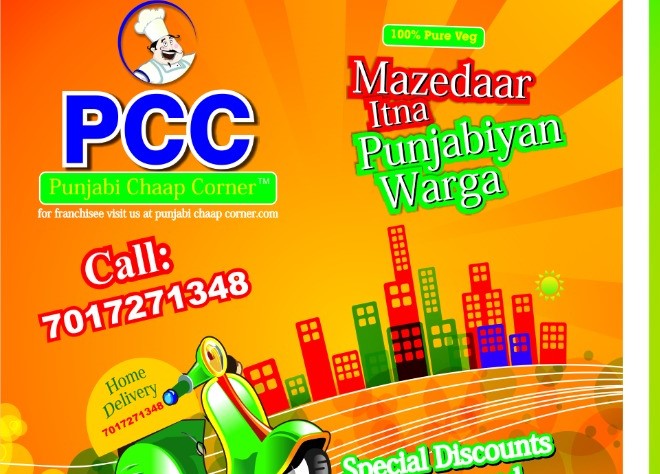 PCC
Punjabi Chaap Corner™
for franchisee visit us at punjabi chaap corner.com
100% Pure Veg
Mazedaar
Itna
Punjabiyan
Warga
Call:
7017271348
Home
Delivery
7017271348
Special Discounts